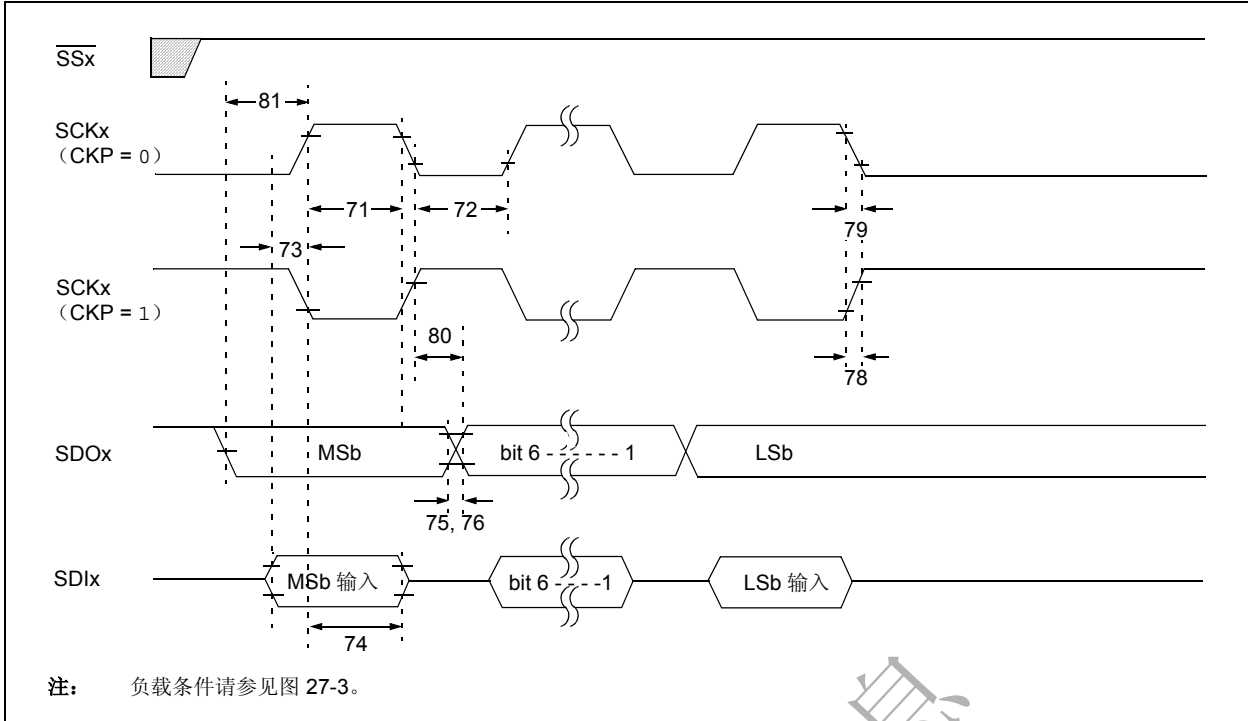 SSx
81
SCKx
（CKP = 0）
71
72
73
79
SCKx
（CKP = 1）
80
78
SDOx
MSb
bit 6 - - - - - - 1
LSb
75, 76
SDIx
MSb 输入
bit 6 - - - - -1
LSb 输入
74
注： 负载条件请参见图 27-3。